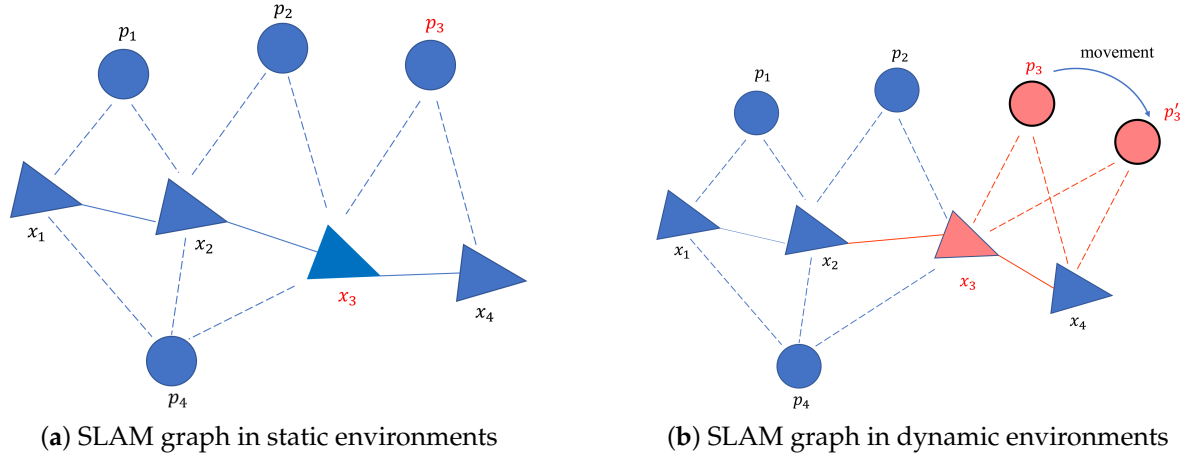 p₁
p₂
p₃
x₁
x₂
x₃
x₄
p₄
(a) SLAM graph in static environments
p₁
p₂
p₃
movement
p₃′
x₁
x₂
x₃
x₄
p₄
(b) SLAM graph in dynamic environments